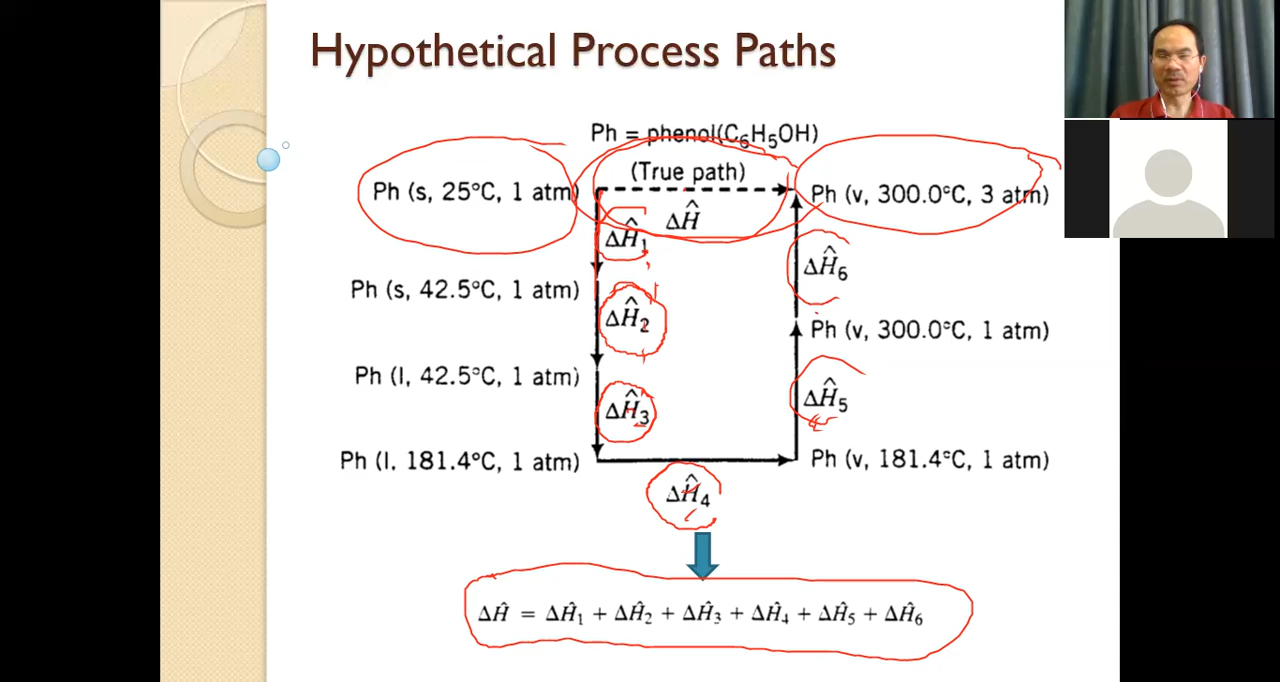 Hypothetical Process Paths
Ph = phenol(C₆H₅OH)
(True path)
Ph (s, 25°C, 1 atm)
ΔĤ
Ph (v, 300.0°C, 3 atm)
ΔĤ₁
ΔĤ₆
Ph (s, 42.5°C, 1 atm)
ΔĤ₂
Ph (v, 300.0°C, 1 atm)
Ph (l, 42.5°C, 1 atm)
ΔĤ₃
ΔĤ₅
Ph (l, 181.4°C, 1 atm)
Ph (v, 181.4°C, 1 atm)
ΔĤ₄
ΔĤ = ΔĤ₁ + ΔĤ₂ + ΔĤ₃ + ΔĤ₄ + ΔĤ₅ + ΔĤ₆